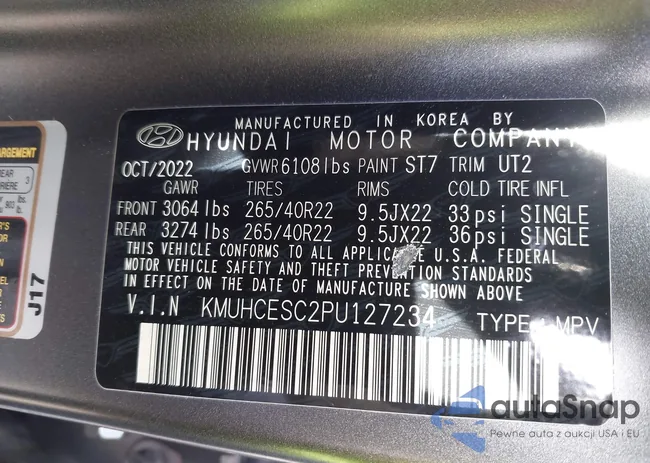 MANUFACTURED IN KOREA BY
HYUNDAI MOTOR COMPANY
OCT/2022 GVWR 6108 lbs PAINT ST7 TRIM UT2
GAWR TIRES RIMS COLD TIRE INFL
FRONT 3064 lbs 265/40R22 9.5JX22 33 psi SINGLE
REAR 3274 lbs 265/40R22 9.5JX22 36 psi SINGLE
THIS VEHICLE CONFORMS TO ALL APPLICABLE U.S.A. FEDERAL
MOTOR VEHICLE SAFETY AND THEFT PREVENTION STANDARDS
IN EFFECT ON THE DATE OF MANUFACTURE SHOWN ABOVE
V.I.N KMUHCESC2PU127234 TYPE : MPV
J17
autoSnap
Pewne auta z aukcji USA i EU